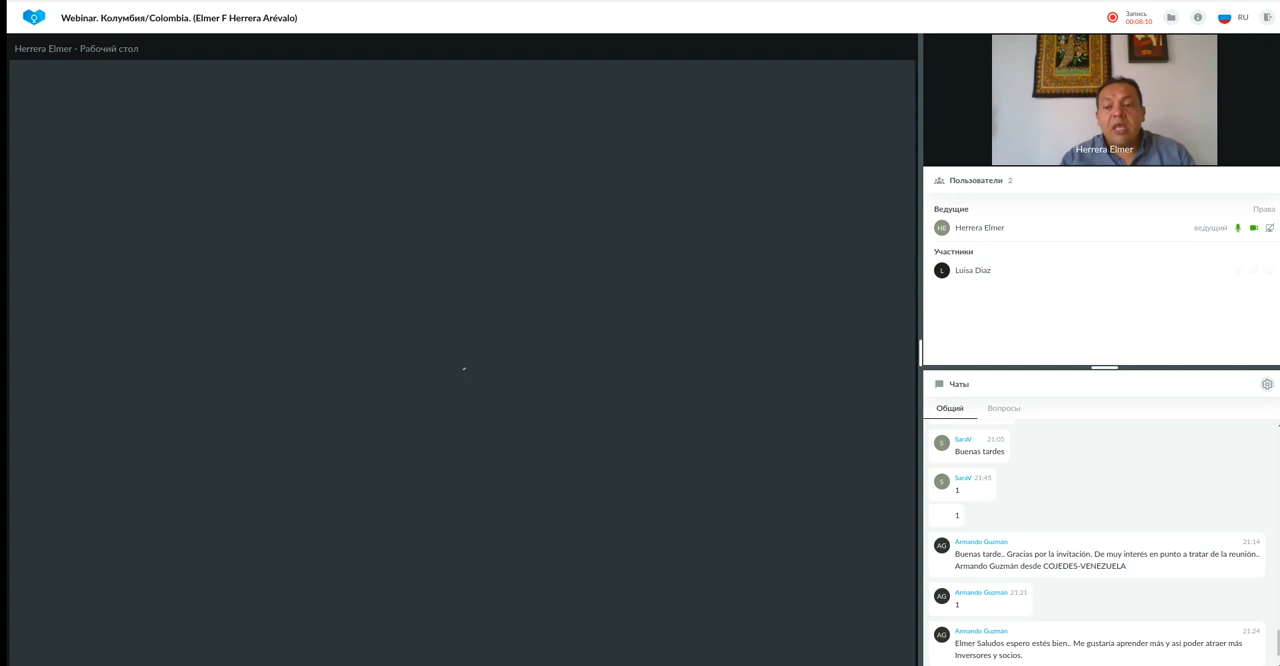 Webinar. Колумбия/Colombia. (Elmer F Herrera Arévalo)
Запись
00:08:10
RU
Herrera Elmer - Рабочий стол
Herrera Elmer
Пользователи 2
Ведущие Права
HE Herrera Elmer ведущий
Участники
L Luisa Diaz
Чаты
Общий Вопросы
S SaraV 21:05
Buenas tardes
S SaraV 21:45
1
1
AG Armando Guzmán 21:14
Buenas tarde.. Gracias por la invitación. De muy interés en punto a tratar de la reunión..
Armando Guzmán desde COJEDES-VENEZUELA
AG Armando Guzmán 21:21
1
AG Armando Guzmán 21:24
Elmer Saludos espero estés bien.. Me gustaría aprender más y así poder atraer más
Inversores y socios.